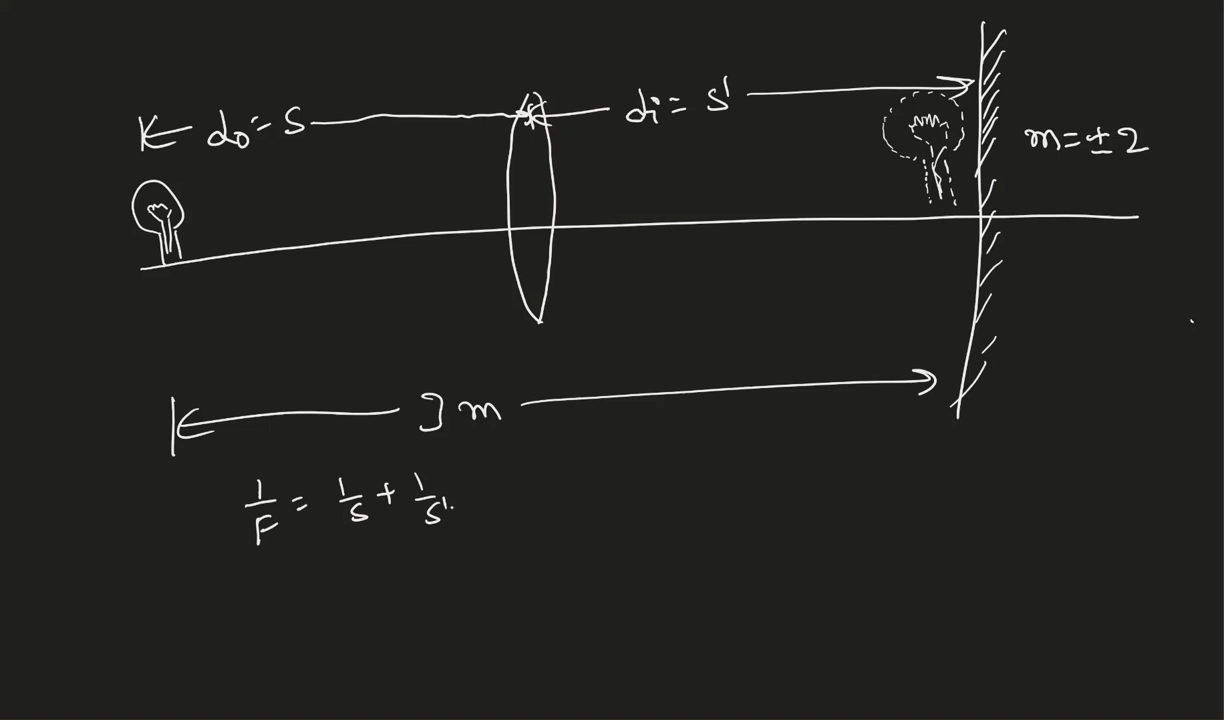 do = S
di = S'
m = ± 2
3 m
1/F = 1/S + 1/S'